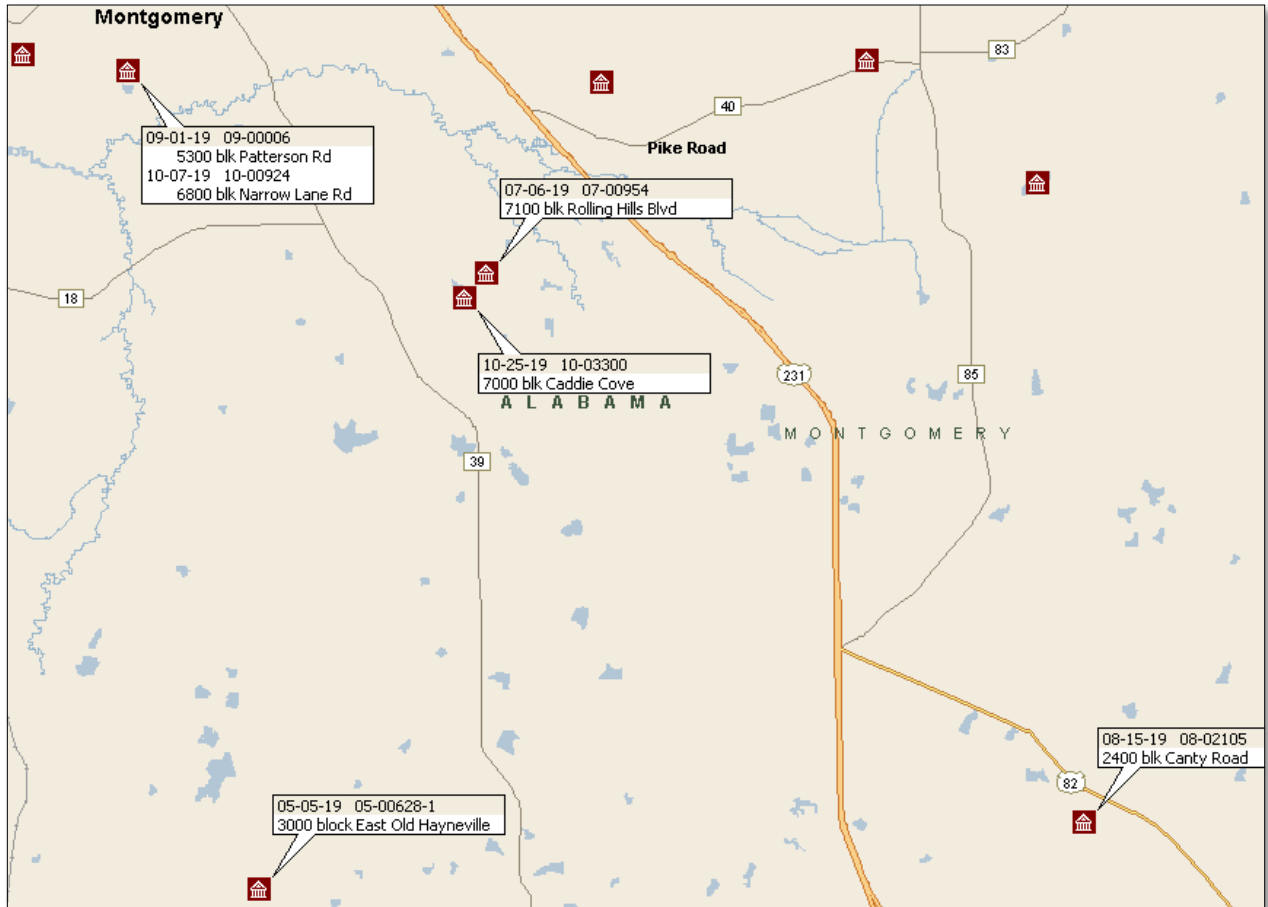 Montgomery
83
40
09-01-19 09-00006
5300 blk Patterson Rd
10-07-19 10-00924
6800 blk Narrow Lane Rd
Pike Road
07-06-19 07-00954
7100 blk Rolling Hills Blvd
18
10-25-19 10-03300
7000 blk Caddie Cove
231
85
ALABAMA
MONTGOMERY
39
08-15-19 08-02105
2400 blk Canty Road
82
05-05-19 05-00628-1
3000 block East Old Hayneville